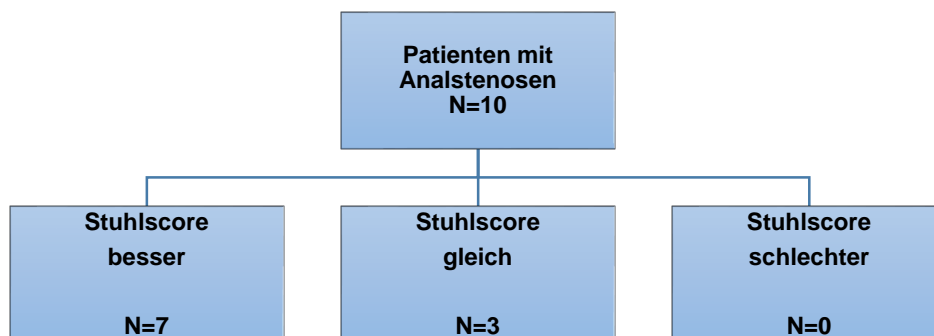 Patienten mit
Analstenosen
N=10
Stuhlscore
besser
N=7
Stuhlscore
gleich
N=3
Stuhlscore
schlechter
N=0